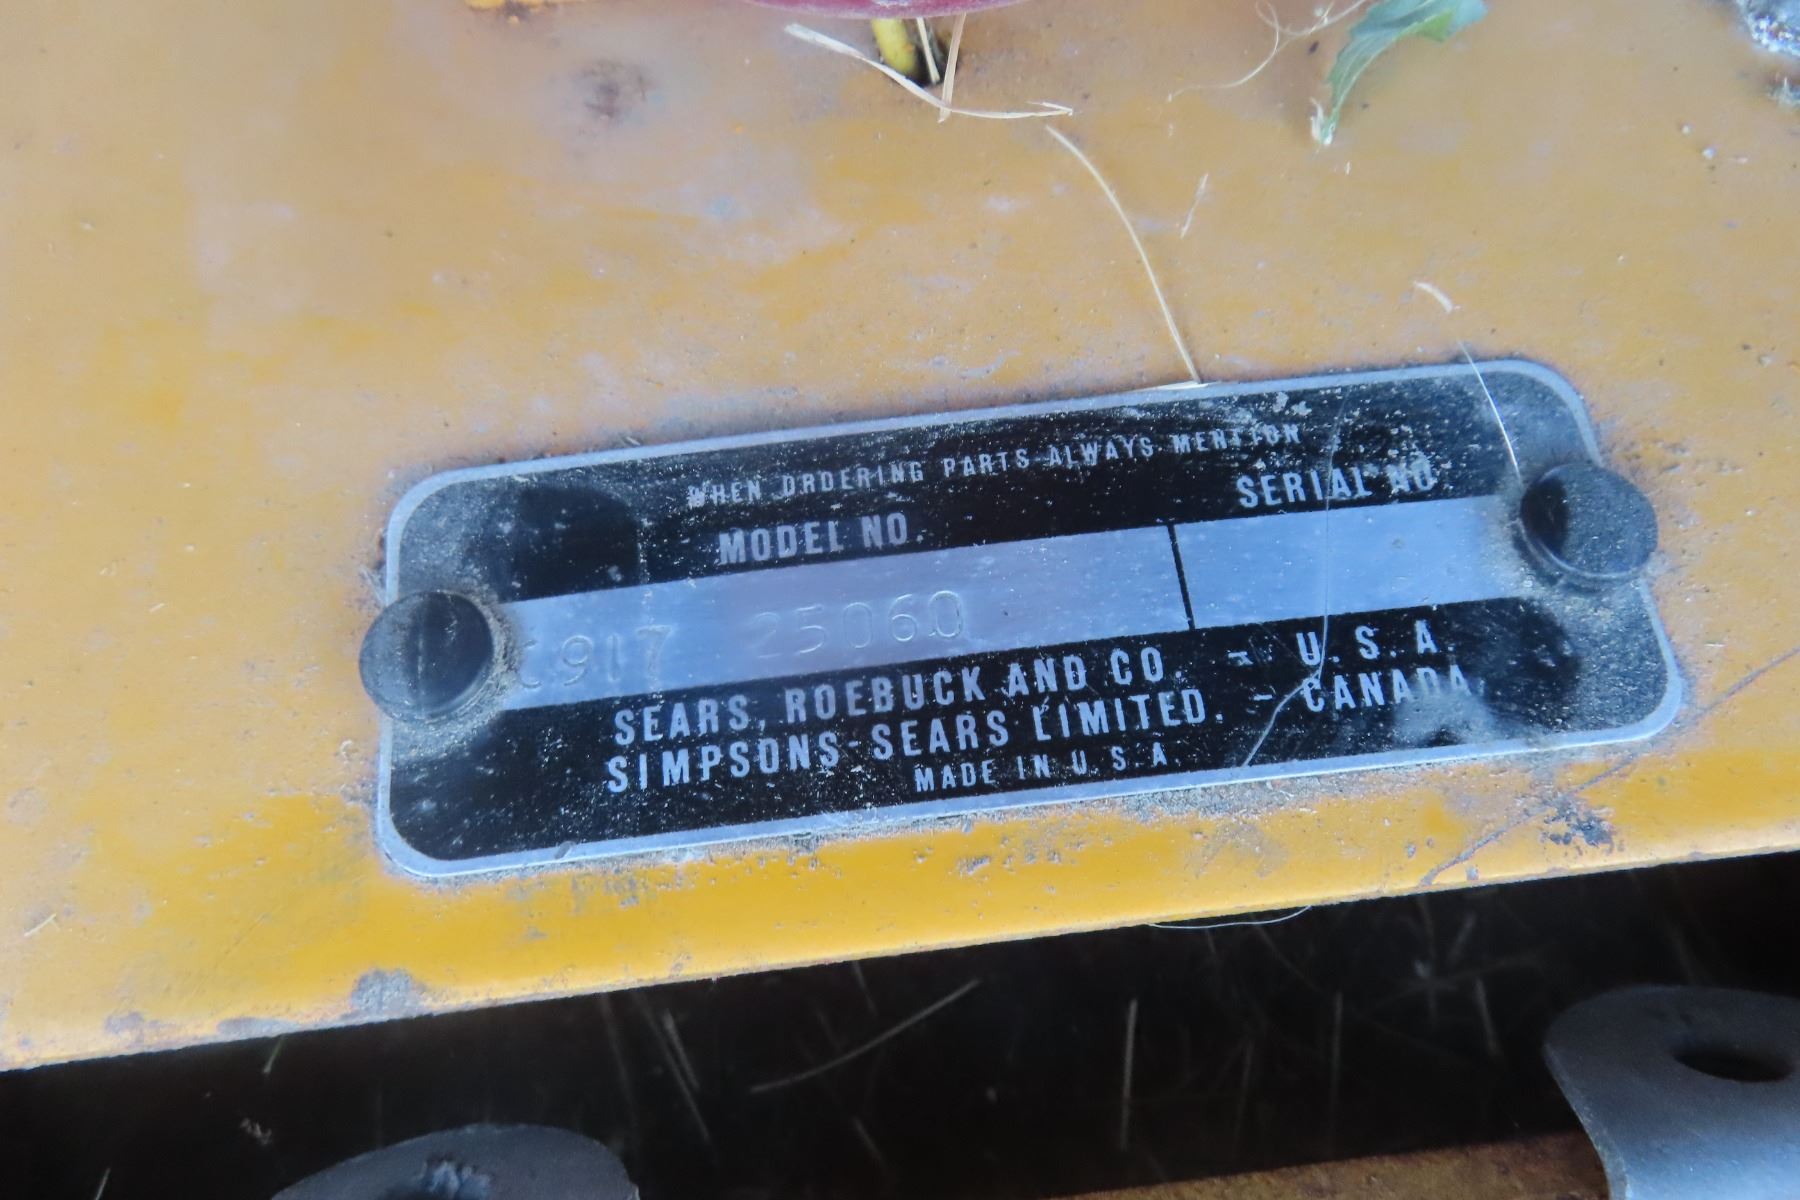 WHEN ORDERING PARTS-ALWAYS MENTION
MODEL NO. SERIAL NO.
C917 25060
SEARS, ROEBUCK AND CO. - U. S. A.
SIMPSONS-SEARS LIMITED. - CANADA
MADE IN U. S. A.